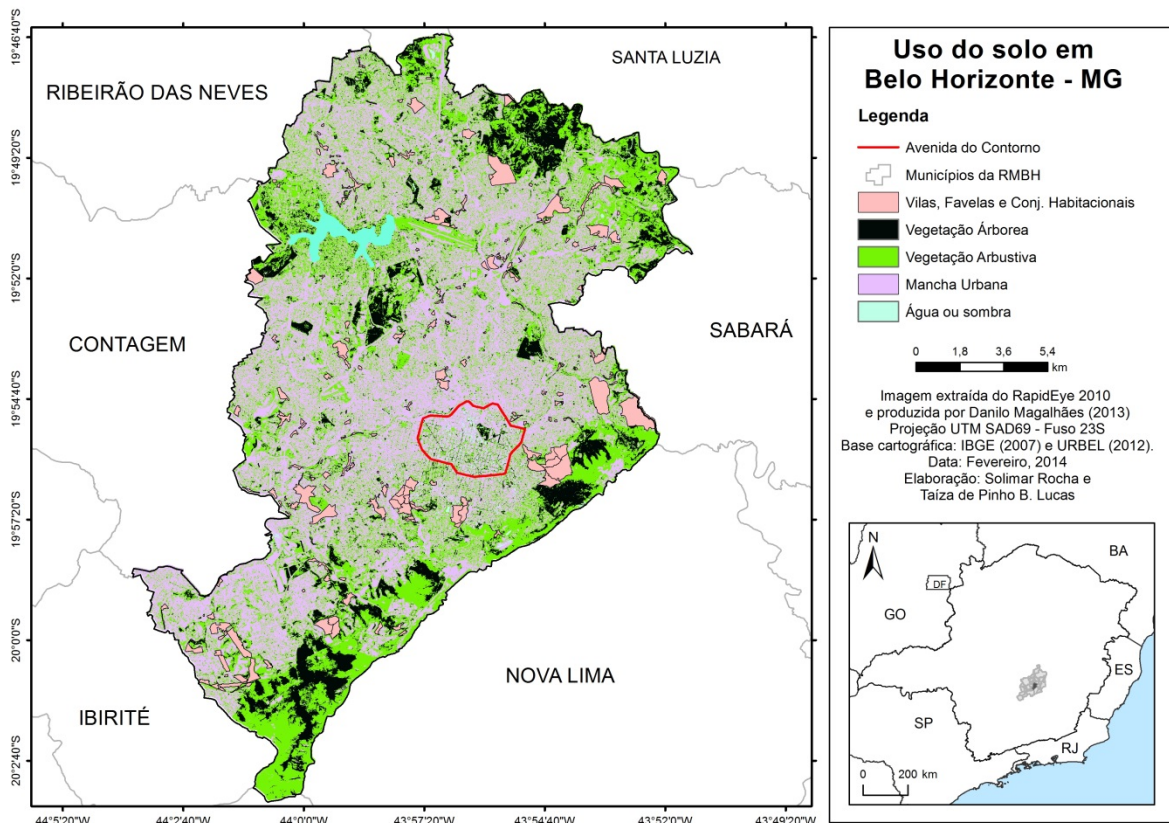 19°46'40"S
19°49'20"S
19°52'0"S
19°54'40"S
19°57'20"S
20°0'0"S
20°2'40"S
RIBEIRÃO DAS NEVES
SANTA LUZIA
CONTAGEM
SABARÁ
NOVA LIMA
IBIRITÉ
44°5'20"W
44°2'40"W
44°0'0"W
43°57'20"W
43°54'40"W
43°52'0"W
43°49'20"W
Uso do solo em
Belo Horizonte - MG
Legenda
Avenida do Contorno
Municípios da RMBH
Vilas, Favelas e Conj. Habitacionais
Vegetação Árborea
Vegetação Arbustiva
Mancha Urbana
Água ou sombra
0 1,8 3,6 5,4
km
Imagem extraída do RapidEye 2010
e produzida por Danilo Magalhães (2013)
Projeção UTM SAD69 - Fuso 23S
Base cartográfica: IBGE (2007) e URBEL (2012).
Data: Fevereiro, 2014
Elaboração: Solimar Rocha e
Taíza de Pinho B. Lucas
N
BA
DF
GO
ES
SP
RJ
0 200 km